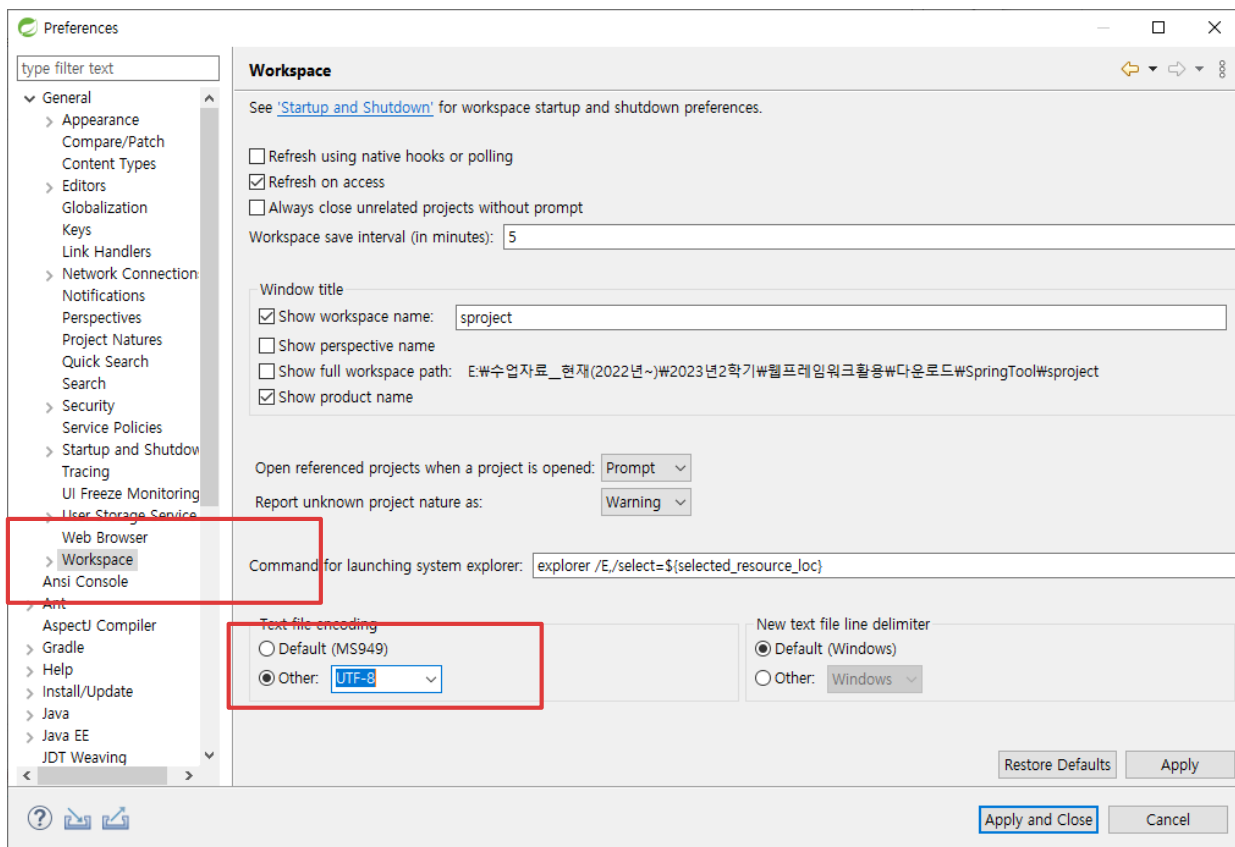 Preferences
type filter text
General
Appearance
Compare/Patch
Content Types
Editors
Globalization
Keys
Link Handlers
Network Connection
Notifications
Perspectives
Project Natures
Quick Search
Search
Security
Service Policies
Startup and Shutdow
Tracing
UI Freeze Monitoring
User Storage Service
Web Browser
Workspace
Ansi Console
Ant
AspectJ Compiler
Gradle
Help
Install/Update
Java
Java EE
JDT Weaving
Workspace
See 'Startup and Shutdown' for workspace startup and shutdown preferences.
Refresh using native hooks or polling
Refresh on access
Always close unrelated projects without prompt
Workspace save interval (in minutes): 5
Window title
Show workspace name: sproject
Show perspective name
Show full workspace path: E:₩수업자료__현재(2022년~)₩2023년2학기₩웹프레임워크활용₩다운로드₩SpringTool₩sproject
Show product name
Open referenced projects when a project is opened: Prompt
Report unknown project nature as: Warning
Command for launching system explorer: explorer /E,/select=${selected_resource_loc}
Text file encoding
Default (MS949)
Other: UTF-8
New text file line delimiter
Default (Windows)
Other: Windows
Restore Defaults Apply
Apply and Close Cancel